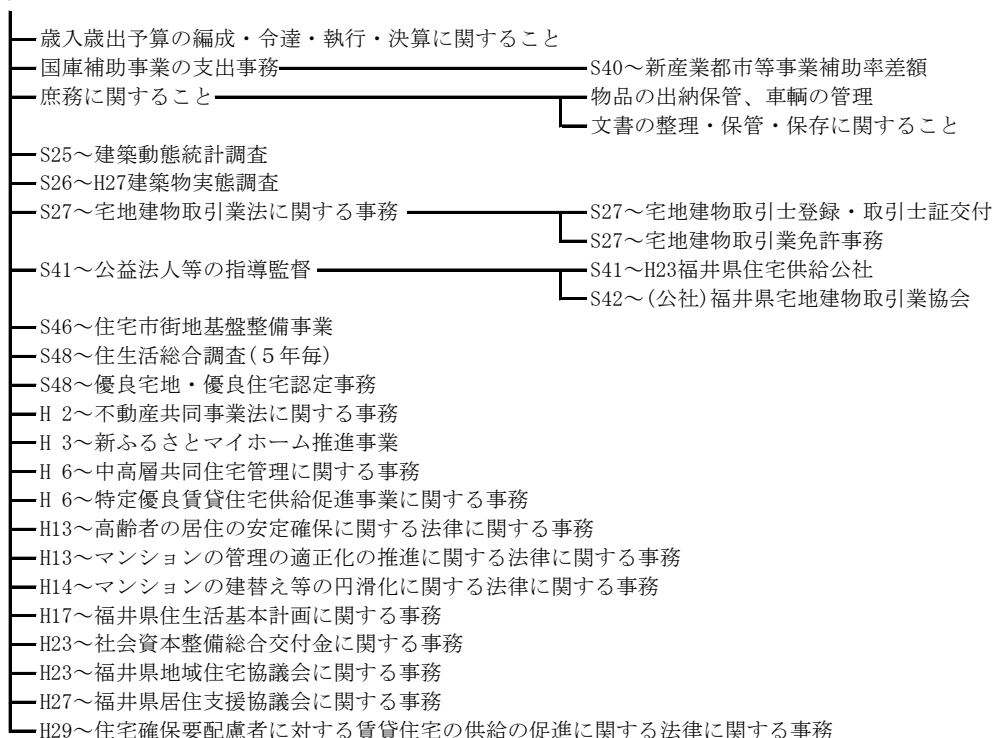 歳入歳出予算の編成・令達・執行・決算に関すること
国庫補助事業の支出事務 S40～新産業都市等事業補助率差額
庶務に関すること 物品の出納保管、車輌の管理
文書の整理・保管・保存に関すること
S25～建築動態統計調査
S26～H27建築物実態調査
S27～宅地建物取引業法に関する事務 S27～宅地建物取引士登録・取引士証交付
S27～宅地建物取引業免許事務
S41～公益法人等の指導監督 S41～H23福井県住宅供給公社
S42～(公社)福井県宅地建物取引業協会
S46～住宅市街地基盤整備事業
S48～住生活総合調査(５年毎)
S48～優良宅地・優良住宅認定事務
H 2～不動産共同事業法に関する事務
H 3～新ふるさとマイホーム推進事業
H 6～中高層共同住宅管理に関する事務
H 6～特定優良賃貸住宅供給促進事業に関する事務
H13～高齢者の居住の安定確保に関する法律に関する事務
H13～マンションの管理の適正化の推進に関する法律に関する事務
H14～マンションの建替え等の円滑化に関する法律に関する事務
H17～福井県住生活基本計画に関する事務
H23～社会資本整備総合交付金に関する事務
H23～福井県地域住宅協議会に関する事務
H27～福井県居住支援協議会に関する事務
H29～住宅確保要配慮者に対する賃貸住宅の供給の促進に関する法律に関する事務